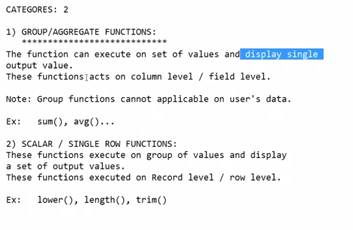 CATEGORES: 2
1) GROUP/AGGREGATE FUNCTIONS:
****************************
The function can execute on set of values and display single
output value.
These functions acts on column level / field level.
Note: Group functions cannot applicable on user's data.
Ex: sum(), avg()...
2) SCALAR / SINGLE ROW FUNCTIONS:
These functions execute on group of values and display
a set of output values.
These functions executed on Record level / row level.
Ex: lower(), length(), trim()